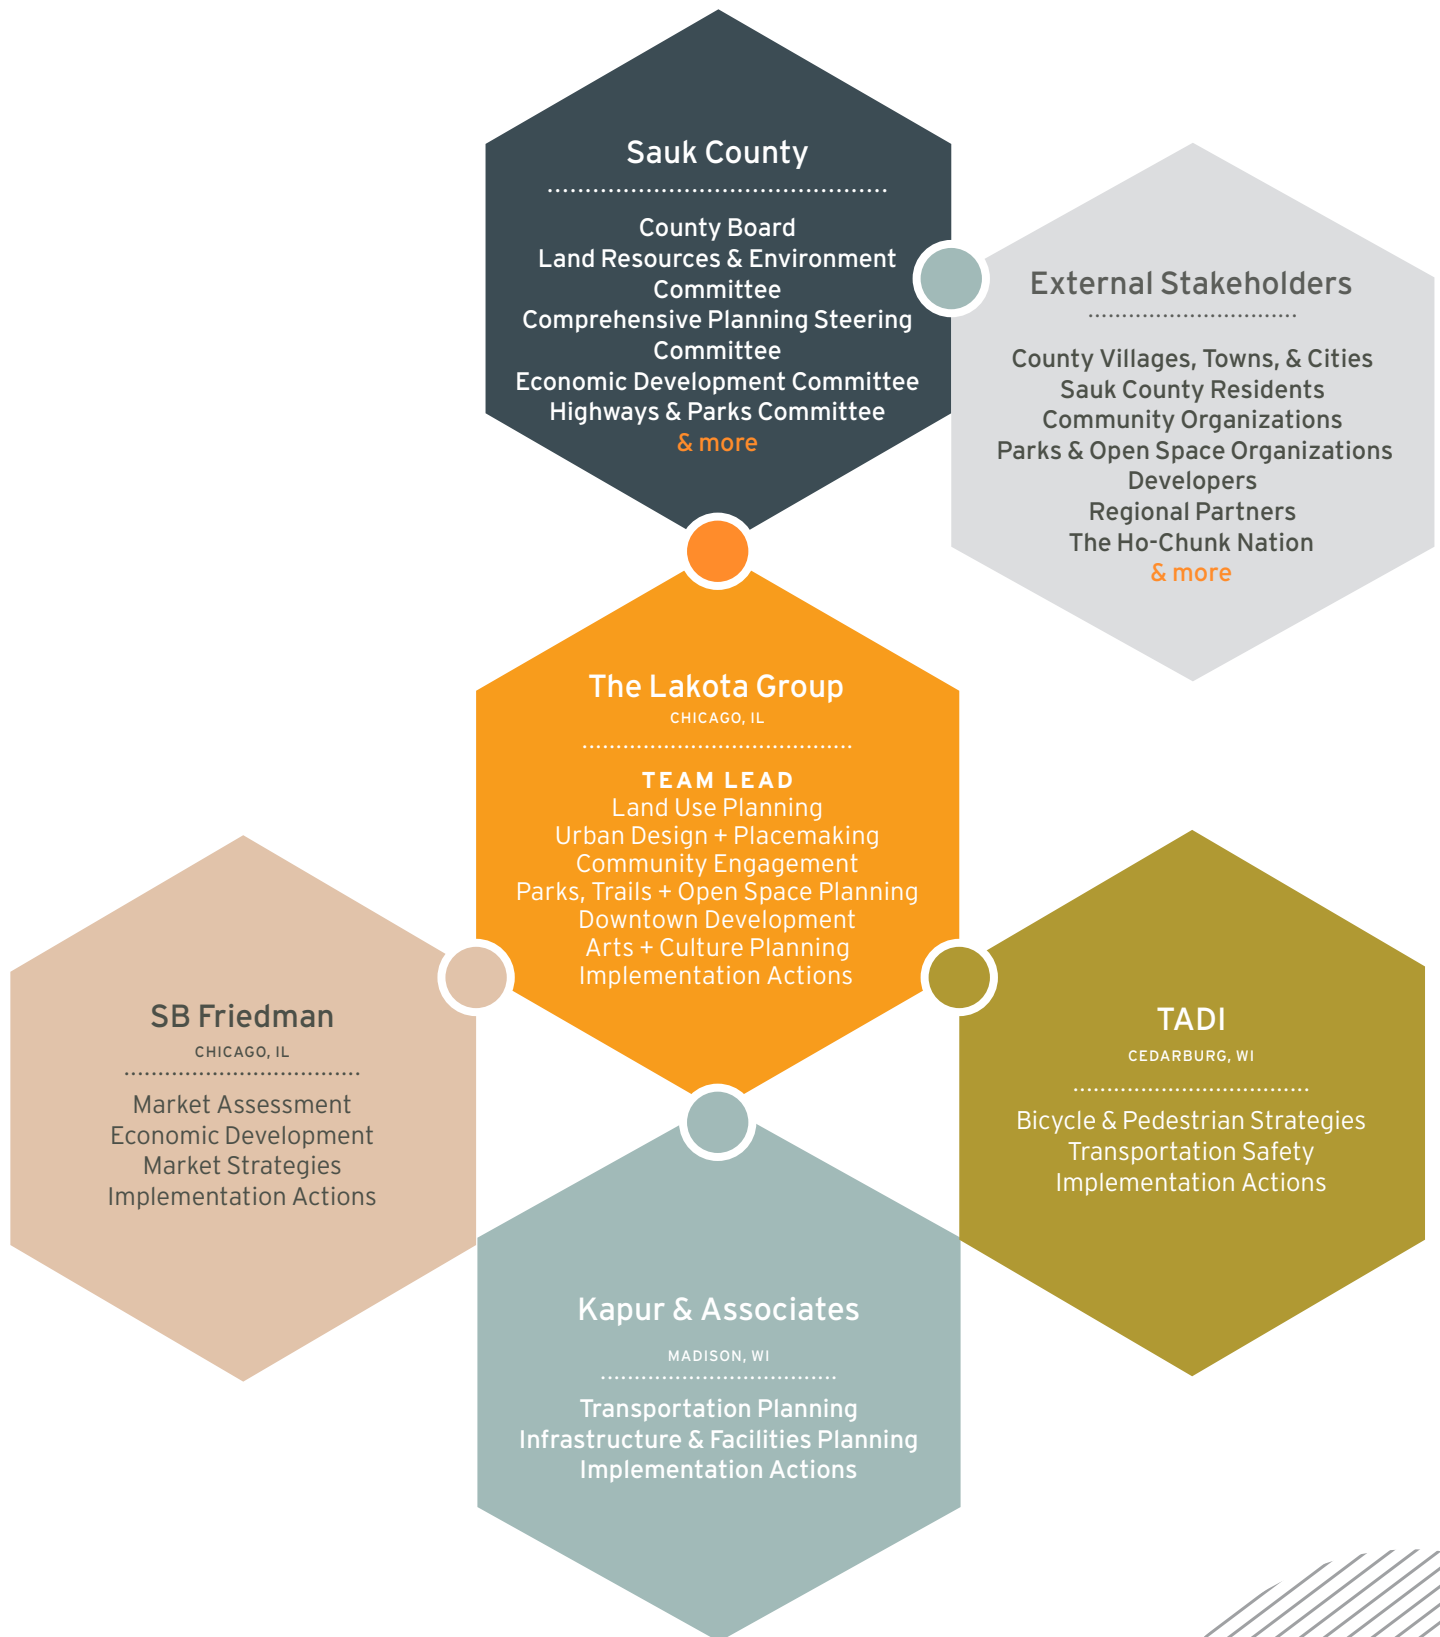 Sauk County
County Board
Land Resources & Environment
Committee
Comprehensive Planning Steering
Committee
Economic Development Committee
Highways & Parks Committee
& more
External Stakeholders
County Villages, Towns, & Cities
Sauk County Residents
Community Organizations
Parks & Open Space Organizations
Developers
Regional Partners
The Ho-Chunk Nation
& more
The Lakota Group
CHICAGO, IL
TEAM LEAD
Land Use Planning
Urban Design + Placemaking
Community Engagement
Parks, Trails + Open Space Planning
Downtown Development
Arts + Culture Planning
Implementation Actions
SB Friedman
CHICAGO, IL
Market Assessment
Economic Development
Market Strategies
Implementation Actions
TADI
CEDARBURG, WI
Bicycle & Pedestrian Strategies
Transportation Safety
Implementation Actions
Kapur & Associates
MADISON, WI
Transportation Planning
Infrastructure & Facilities Planning
Implementation Actions